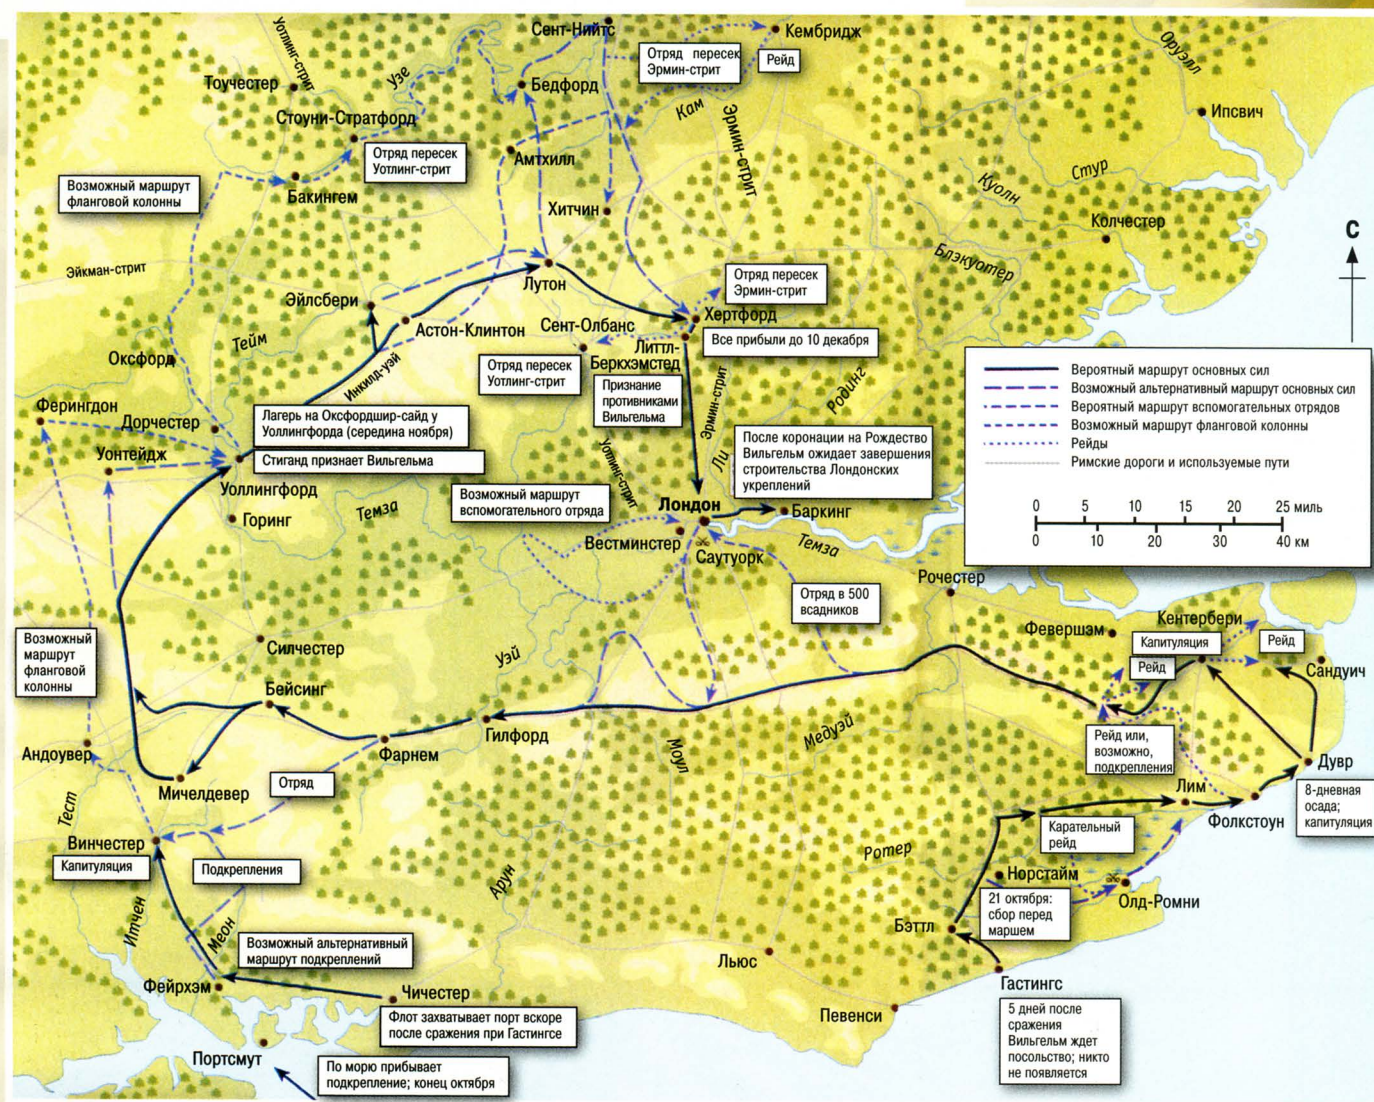 Сент-Нийтс
Кембридж
Уотлинг-стрит
Отряд пересек
Эрмин-стрит
Рейд
Оруэлл
Тоучестер
Узе
Бедфорд
Кам
Эрмин-стрит
Ипсвич
Стоуни-Стратфорд
Отряд пересек
Уотлинг-стрит
Амтхилл
Стур
Возможный маршрут
фланговой колонны
Бакингем
Хитчин
Куолн
Колчестер
С
Эйкман-стрит
Блэкуотер
Лутон
Отряд пересек
Эрмин-стрит
Эйлсбери
Астон-Клинтон
Сент-Олбанс
Хертфорд
Тейм
Литтл-
Беркхэмстед
Все прибыли до 10 декабря
Оксфорд
Инкилд-уэй
Отряд пересек
Уотлинг-стрит
Признание
противниками
Вильгельма
Эрмин-стрит
Родинг
Вероятный маршрут основных сил
Возможный альтернативный маршрут основных сил
Вероятный маршрут вспомогательных отрядов
Возможный маршрут фланговой колонны
Рейды
Римские дороги и используемые пути
0 5 10 15 20 25 миль
0 10 20 30 40 км
Ферингдон
Дорчестер
Лагерь на Оксфордшир-сайд у
Уоллингфорда (середина ноября)
Уонтейдж
Стиганд признает Вильгельма
Уоллингфорд
Уотлинг-стрит
Ли
После коронации на Рождество
Вильгельм ожидает завершения
строительства Лондонских
укреплений
Горинг
Темза
Возможный маршрут
вспомогательного отряда
Лондон
Баркинг
Вестминстер
Саутуорк
Темза
Рочестер
Отряд в 500
всадников
Возможный
маршрут
фланговой
колонны
Силчестер
Уэй
Февершэм
Кентербери
Капитуляция
Рейд
Рейд
Сандуич
Бейсинг
Андоувер
Фарнем
Гилфорд
Моул
Медуэй
Рейд или,
возможно,
подкрепления
Дувр
Мичелдевер
Отряд
Лим
Фолкстоун
8-дневная
осада;
капитуляция
Тест
Винчестер
Капитуляция
Подкрепления
Арун
Карательный
рейд
Ротер
Норстайм
Олд-Ромни
21 октября:
сбор перед
маршем
Итчен
Меон
Бэттл
Возможный альтернативный
маршрут подкреплений
Льюс
Фейрхэм
Чичестер
Гастингс
Флот захватывает порт вскоре
после сражения при Гастингсе
Певенси
5 дней после
сражения
Вильгельм ждет
посольство; никто
не появляется
Портсмут
По морю прибывает
подкрепление; конец октября